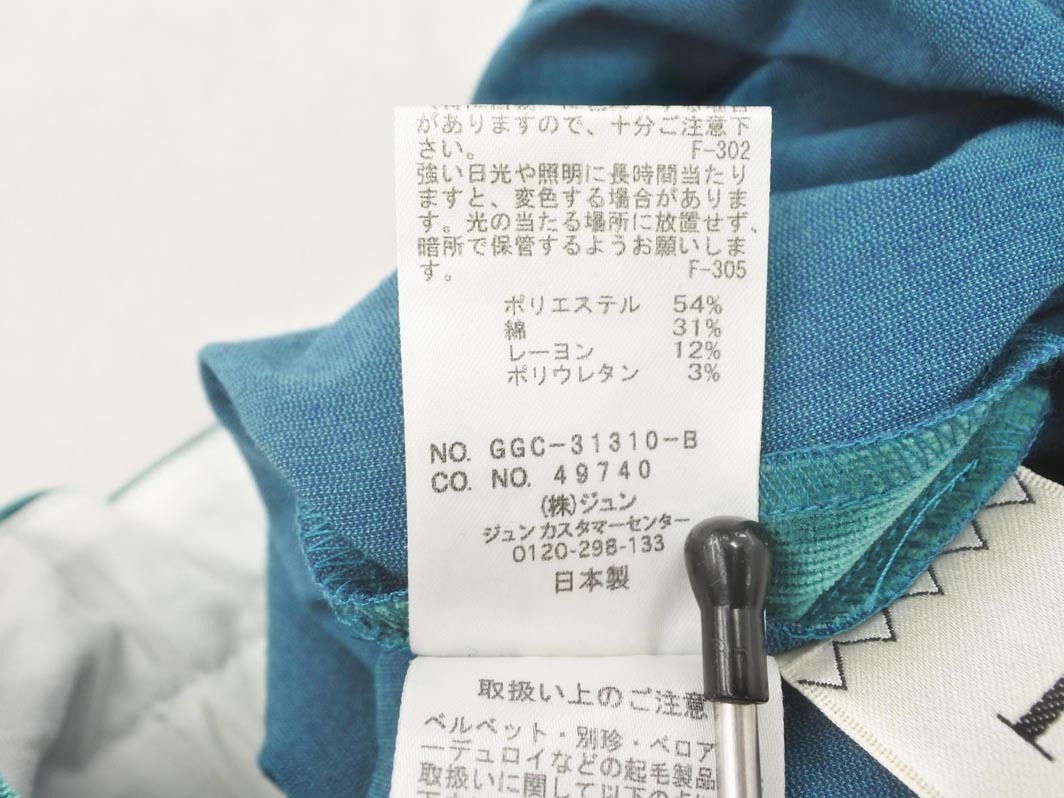 がありますので、十分ご注意下
さい。 F-302
強い日光や照明に長時間当たり
ますと、変色する場合がありま
す。光の当たる場所に放置せず、
暗所で保管するようお願いしま
す。 F-305
ポリエステル 54%
綿 31%
レーヨン 12%
ポリウレタン 3%
NO. GGC-31310-B
CO. NO. 49740
(株)ジュン
ジュンカスタマーセンター
0120-298-133
日本製
取扱い上のご注意
ベルベット・別珍・ベロア
ーデュロイなどの起毛製品
取扱いに関して以下のよ